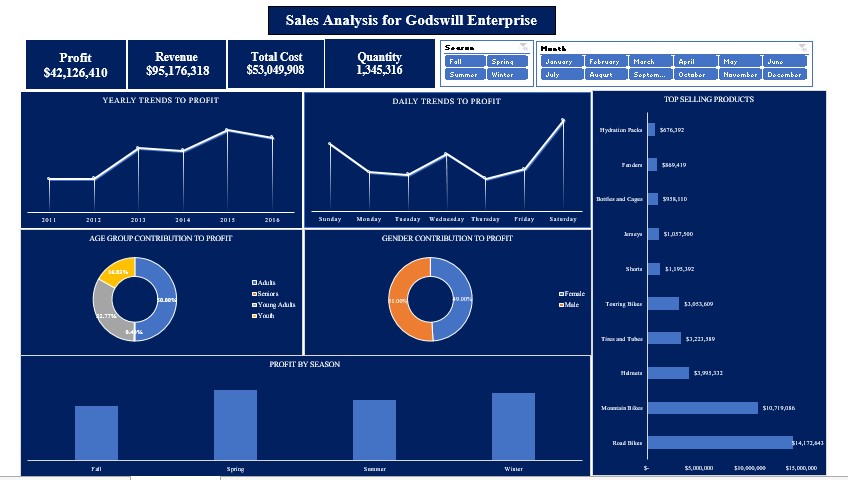 Sales Analysis for Godswill Enterprise
Profit
$42,126,410
Revenue
$95,176,318
Total Cost
$53,049,908
Quantity
1,345,316
Season
Fall
Spring
Summer
Winter
Month
January
February
March
April
May
June
July
August
Septem...
October
November
December
YEARLY TRENDS TO PROFIT
2011
2012
2013
2014
2015
2016
DAILY TRENDS TO PROFIT
Sunday
Monday
Tuesday
Wednesday
Thursday
Friday
Saturday
TOP SELLING PRODUCTS
Hydration Packs
$676,392
Fenders
$869,419
Bottles and Cages
$958,110
Jerseys
$1,057,500
Shorts
$1,195,392
Touring Bikes
$3,053,609
Tires and Tubes
$3,223,589
Helmets
$3,995,332
Mountain Bikes
$10,719,086
Road Bikes
$14,172,643
$-
$5,000,000
$10,000,000
$15,000,000
AGE GROUP CONTRIBUTION TO PROFIT
50.00%
Adults
Seniors
Young Adults
Youth
GENDER CONTRIBUTION TO PROFIT
51.00%
49.00%
Female
Male
PROFIT BY SEASON
Fall
Spring
Summer
Winter